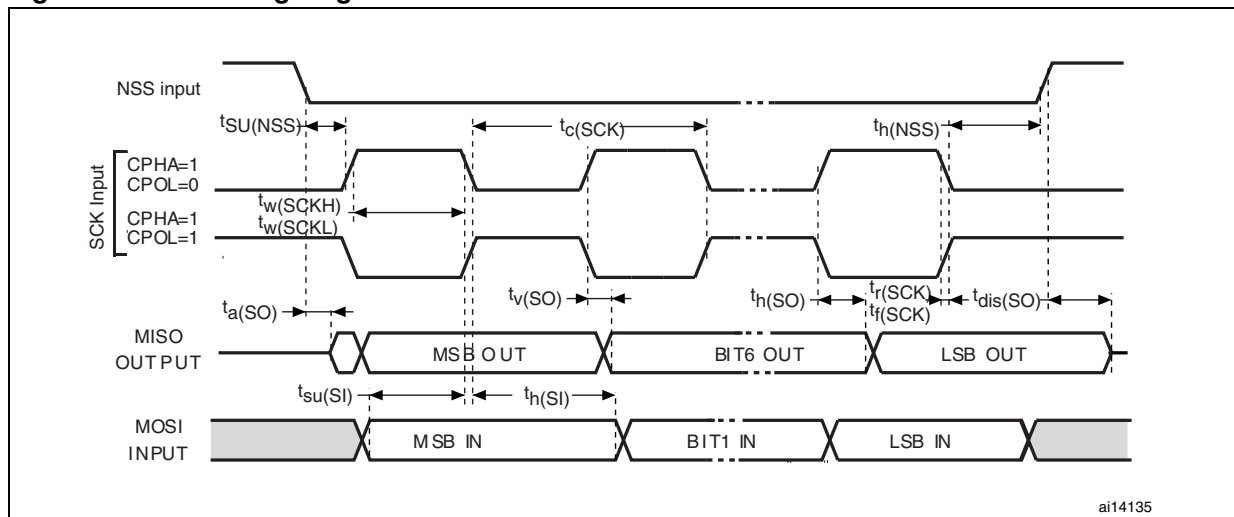 NSS input
tSU(NSS)
tc(SCK)
th(NSS)
SCK Input
CPHA=1
CPOL=0
tw(SCKH)
tw(SCKL)
CPHA=1
CPOL=1
ta(SO)
tv(SO)
th(SO)
tr(SCK)
tf(SCK)
tdis(SO)
MISO
OUTPUT
MSB OUT
BIT6 OUT
LSB OUT
tsu(SI)
th(SI)
MOSI
INPUT
MSB IN
BIT1 IN
LSB IN
ai14135